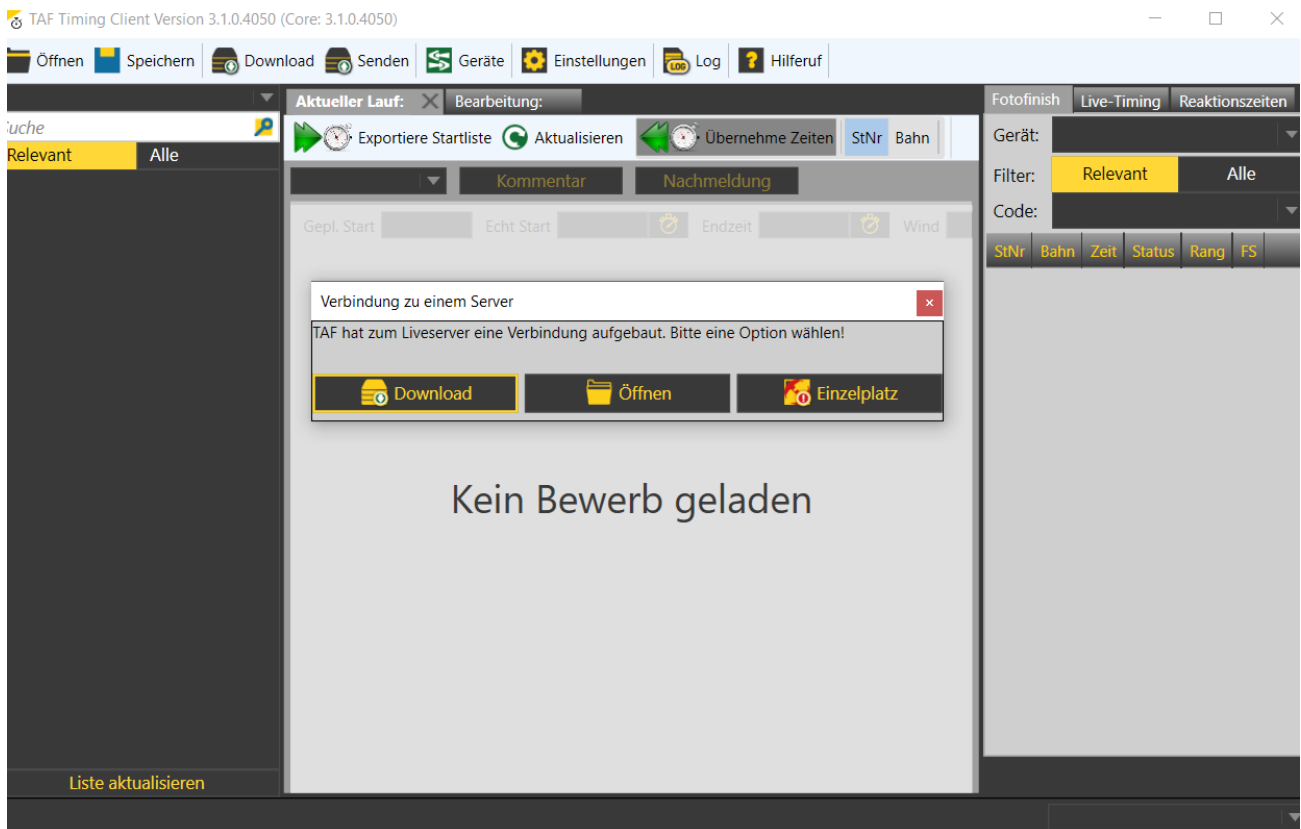 TAF Timing Client Version 3.1.0.4050 (Core: 3.1.0.4050)
Öffnen Speichern Download Senden Geräte Einstellungen LOG Log ? Hilferuf
Suche
Relevant Alle
Liste aktualisieren
Aktueller Lauf: Bearbeitung:
Exportiere Startliste Aktualisieren Übernehme Zeiten StNr Bahn
Kommentar Nachmeldung
Gepl. Start Echt Start Endzeit Wind
Verbindung zu einem Server
TAF hat zum Liveserver eine Verbindung aufgebaut. Bitte eine Option wählen!
Download Öffnen Einzelplatz
Kein Bewerb geladen
Fotofinish Live-Timing Reaktionszeiten
Gerät:
Filter: Relevant Alle
Code:
StNr Bahn Zeit Status Rang FS